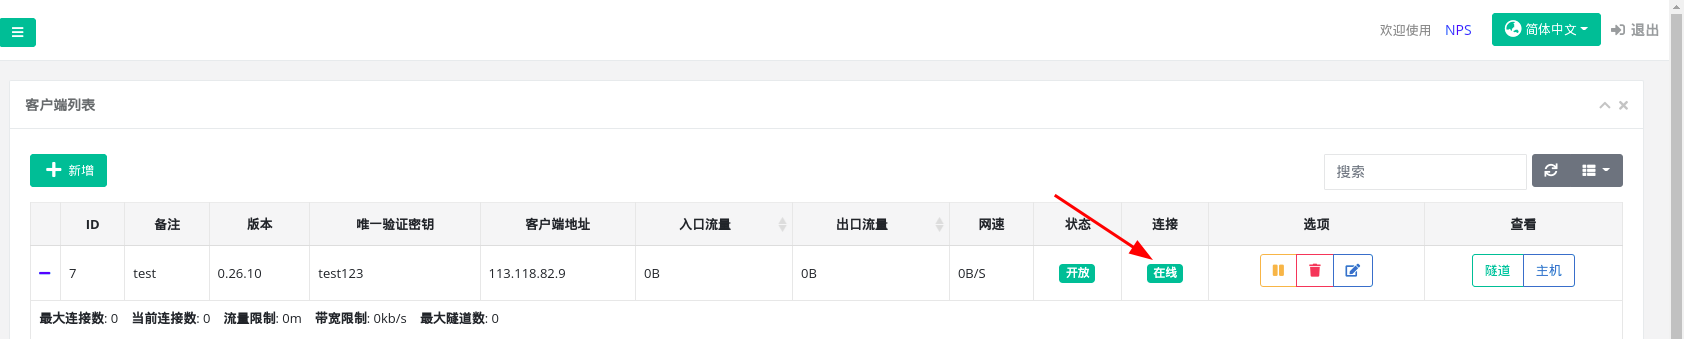 欢迎使用 NPS 简体中文 退出
客户端列表
新增 搜索
ID 备注 版本 唯一验证密钥 客户端地址 入口流量 出口流量 网速 状态 连接 选项 查看
7 test 0.26.10 test123 113.118.82.9 0B 0B 0B/S 开放 在线 隧道 主机
最大连接数: 0 当前连接数: 0 流量限制: 0m 带宽限制: 0kb/s 最大隧道数: 0